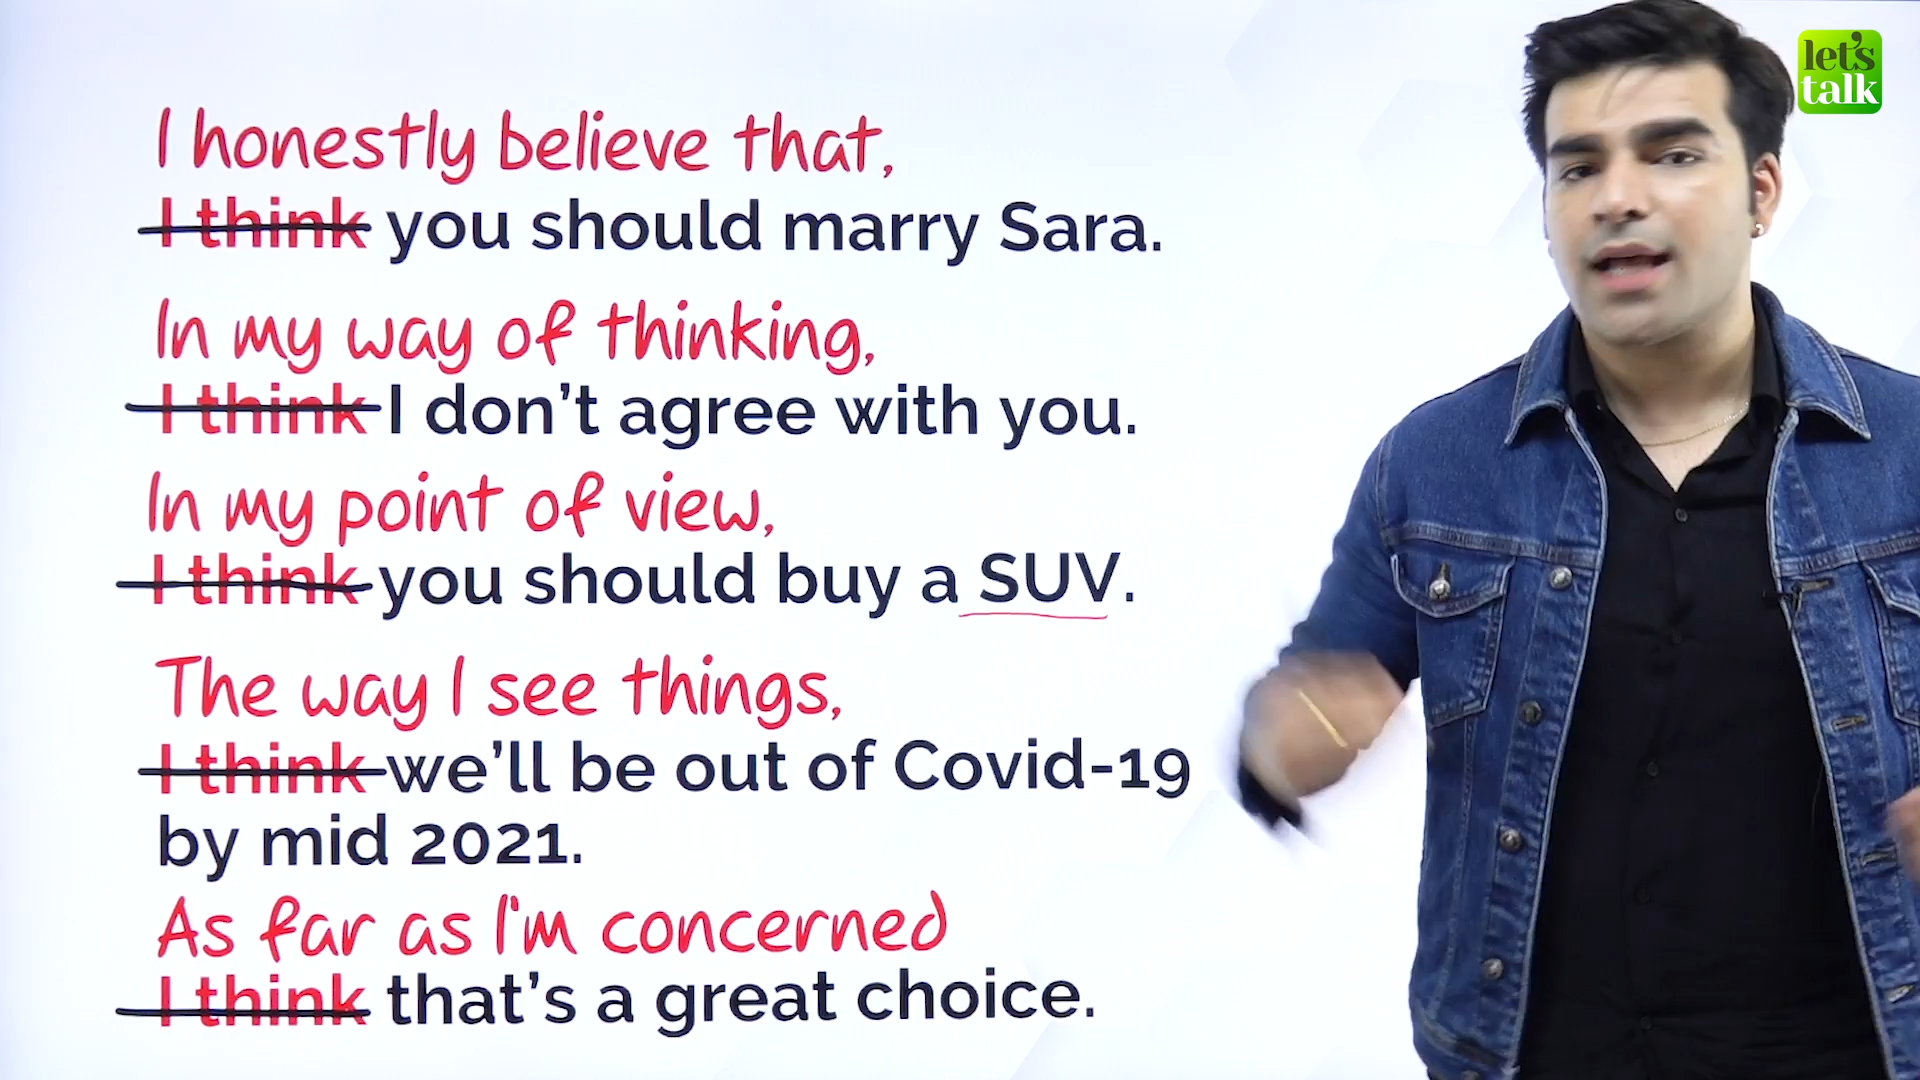 I honestly believe that,
I think you should marry Sara.
In my way of thinking,
I think I don't agree with you.
In my point of view,
I think you should buy a SUV.
The way I see things,
I think we'll be out of Covid-19
by mid 2021.
As far as I'm concerned
I think that's a great choice.
let's
talk